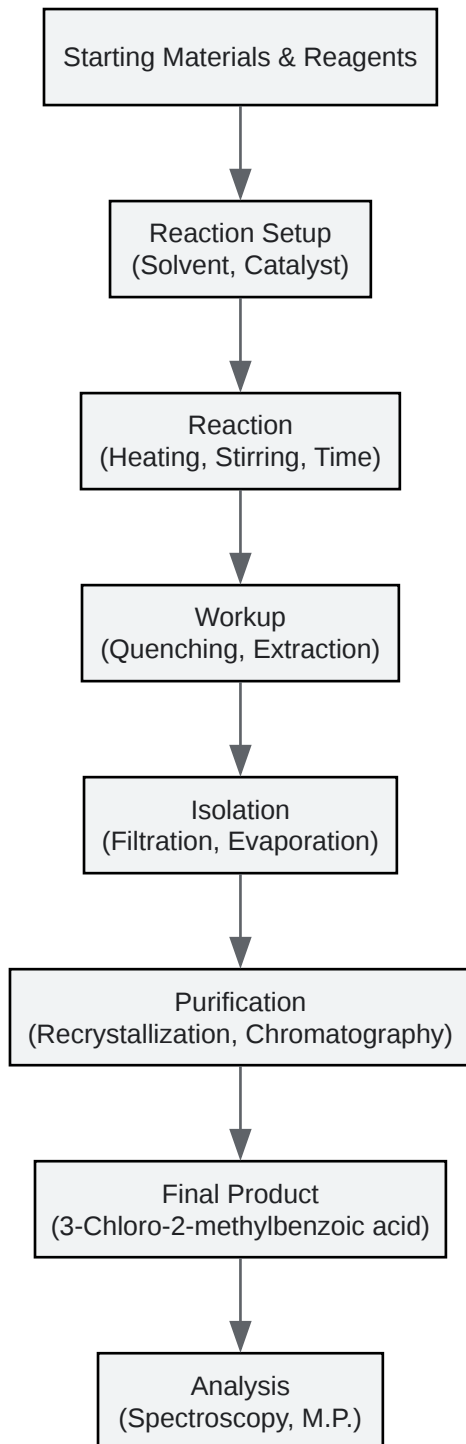 Starting Materials & Reagents
Reaction Setup
(Solvent, Catalyst)
Reaction
(Heating, Stirring, Time)
Workup
(Quenching, Extraction)
Isolation
(Filtration, Evaporation)
Purification
(Recrystallization, Chromatography)
Final Product
(3-Chloro-2-methylbenzoic acid)
Analysis
(Spectroscopy, M.P.)